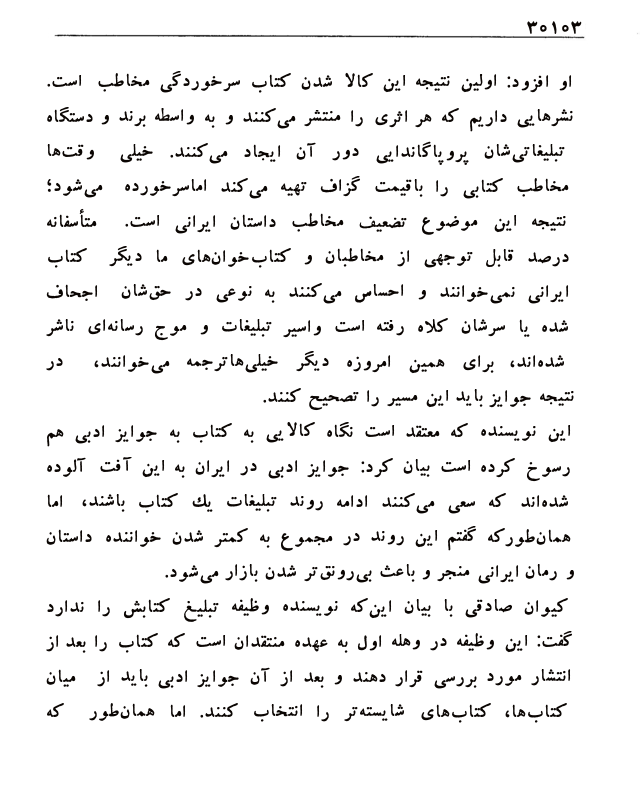 ۳۰۱۰۳
او افزود: اولین نتیجه این کالا شدن کتاب سرخوردگی مخاطب است.
نشرهایی داریم که هر اثری را منتشر می‌کنند و به واسطه برند و دستگاه
تبلیغاتی‌شان پروپاگاندایی دور آن ایجاد می‌کنند. خیلی وقت‌ها
مخاطب کتابی را باقیمت گزاف تهیه می‌کند اماسرخورده می‌شود؛
نتیجه این موضوع تضعیف مخاطب داستان ایرانی است. متأسفانه
درصد قابل توجهی از مخاطبان و کتاب‌خوان‌های ما دیگر کتاب
ایرانی نمی‌خوانند و احساس می‌کنند به نوعی در حق‌شان اجحاف
شده یا سرشان کلاه رفته است واسیر تبلیغات و موج رسانه‌ای ناشر
شده‌اند، برای همین امروزه دیگر خیلی‌هاترجمه می‌خوانند، در
نتیجه جوایز باید این مسیر را تصحیح کنند.
این نویسنده که معتقد است نگاه کالایی به کتاب به جوایز ادبی هم
رسوخ کرده است بیان کرد: جوایز ادبی در ایران به این آفت آلوده
شده‌اند که سعی می‌کنند ادامه روند تبلیغات یك کتاب باشند، اما
همان‌طورکه گفتم این روند در مجموع به کمتر شدن خواننده داستان
و رمان ایرانی منجر و باعث بی‌رونق‌تر شدن بازار می‌شود.
کیوان صادقی با بیان این‌که نویسنده وظیفه تبلیغ کتابش را ندارد
گفت: این وظیفه در وهله اول به عهده منتقدان است که کتاب را بعد از
انتشار مورد بررسی قرار دهند و بعد از آن جوایز ادبی باید از میان
کتاب‌ها، کتاب‌های شایسته‌تر را انتخاب کنند. اما همان‌طور که